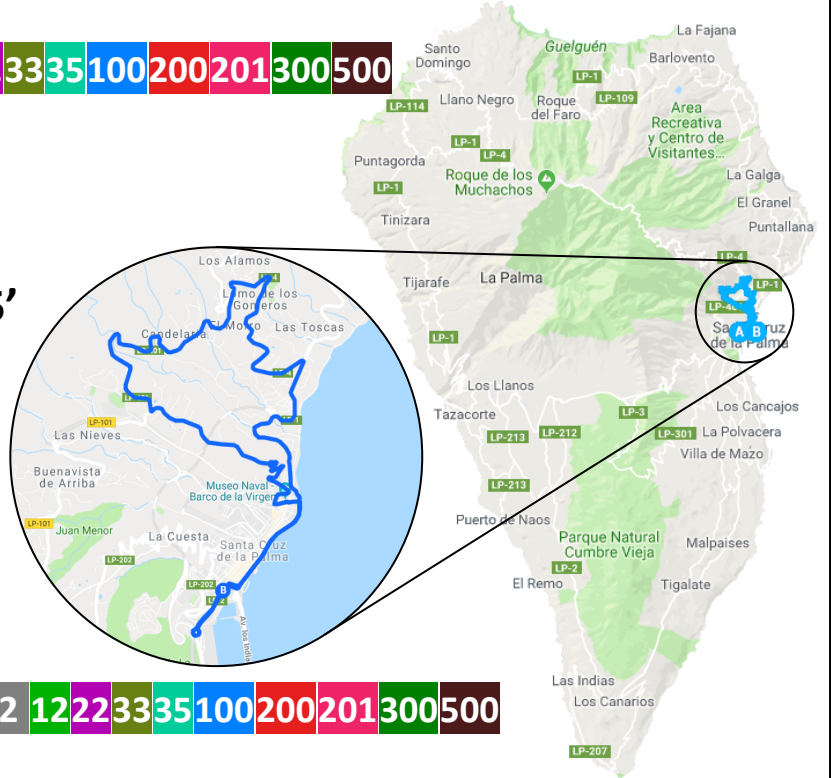 33 35 100 200 201 300 500
La Fajana
Santo
Domingo
Guelguén
Barlovento
LP-1
LP-114
Llano Negro
Roque
del Faro
LP-109
Area
Recreativa
y Centro de
Visitantes...
LP-1
LP-4
Puntagorda
Roque de los
Muchachos
La Galga
LP-1
El Granel
Tinizara
Puntallana
LP-4
Tijarafe
La Palma
LP-1
A B
de la Palma
LP-1
Los Llanos
Tazacorte
LP-3
Los Cancajos
LP-213
LP-212
LP-301
La Polvacera
Villa de Mazo
LP-213
Puerto de Naos
Parque Natural
Cumbre Vieja
Malpaises
LP-2
El Remo
Tigalate
Las Indias
Los Canarios
LP-207
Los Alamos
Lomo de los
Gomeros
El Morro
Las Toscas
Candelaria
LP-101
Las Nieves
Buenavista
de Arriba
Museo Naval -
Barco de la Virgen
LP-101
Juan Menor
La Cuesta
Santa Cruz
de la Palma
LP-202
LP-202
B
2 12 22 33 35 100 200 201 300 500